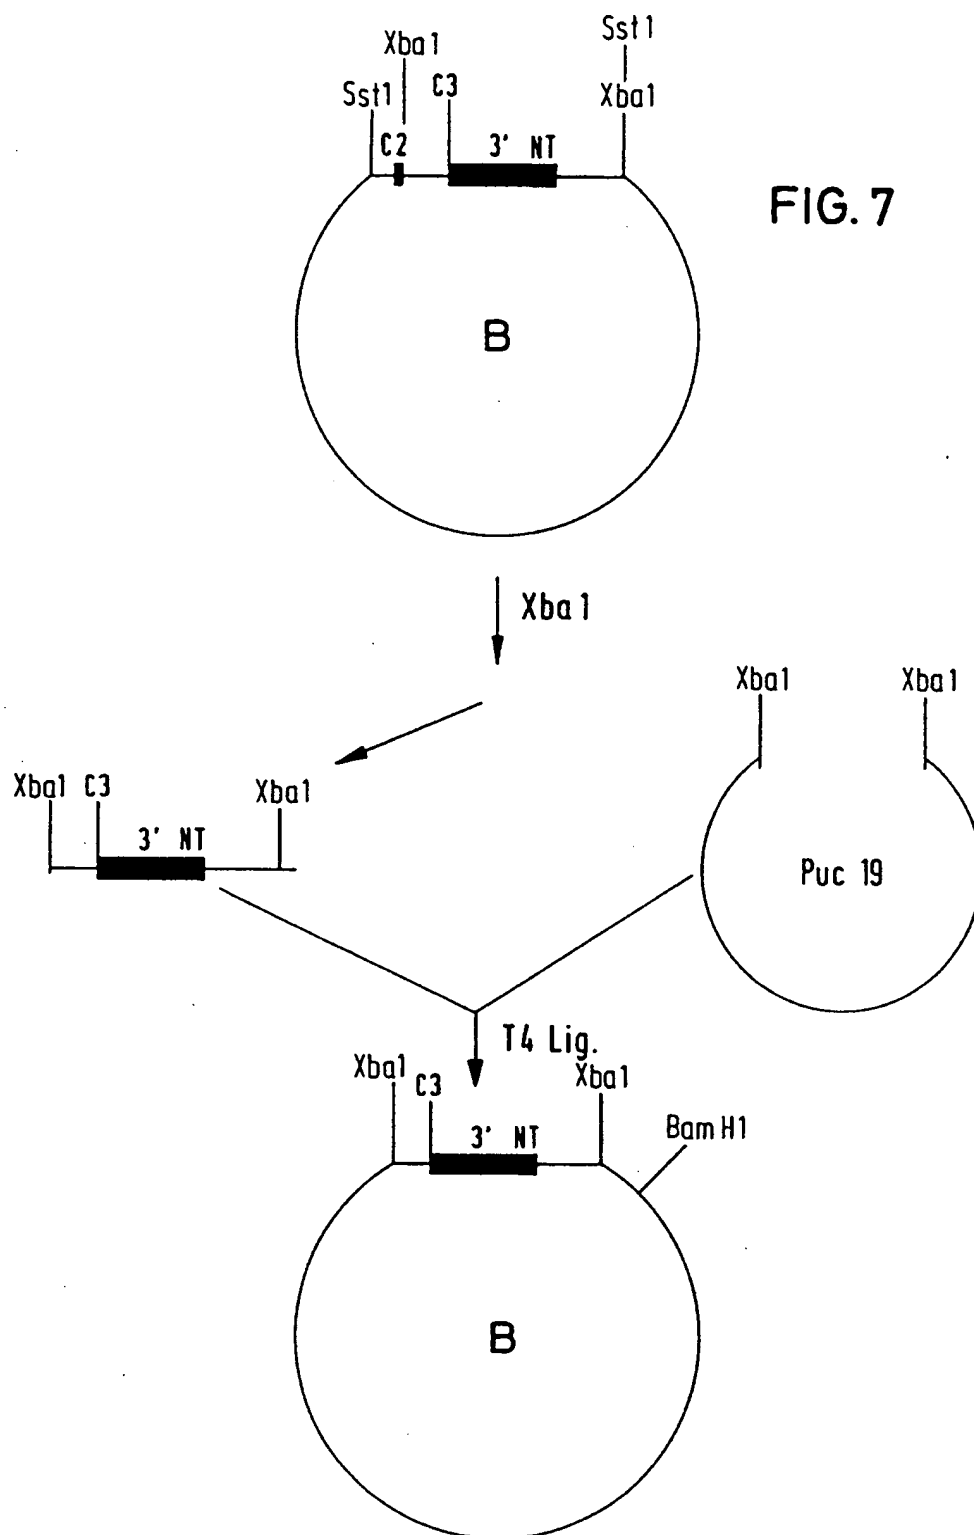 Sst1
Xba1
C3
Sst1
Xba1
C2
3' NT
FIG. 7
B
Xba1
Xba1
Xba1
Xba1 C3
Xba1
3' NT
Puc 19
T4 Lig.
Xba1
C3
Xba1
Bam H1
3' NT
B